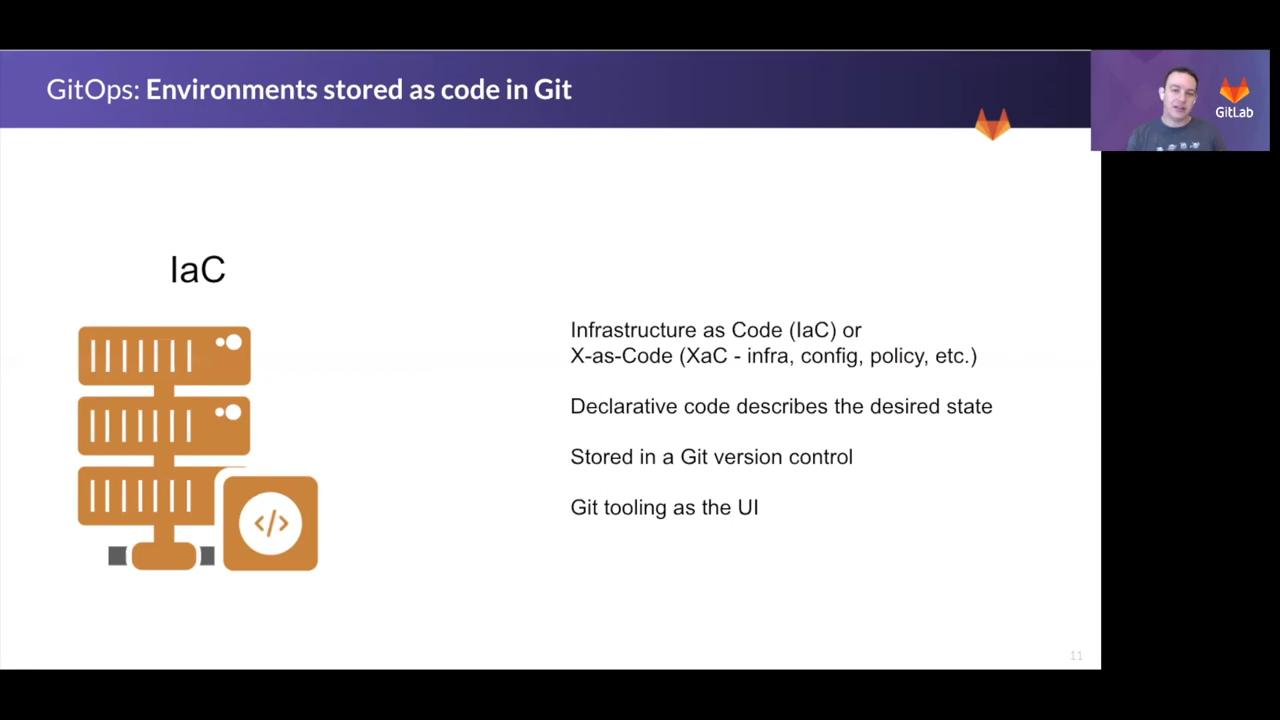 GitOps: Environments stored as code in Git
GitLab
IaC
Infrastructure as Code (IaC) or
X-as-Code (XaC - infra, config, policy, etc.)
Declarative code describes the desired state
Stored in a Git version control
Git tooling as the UI
</>
11